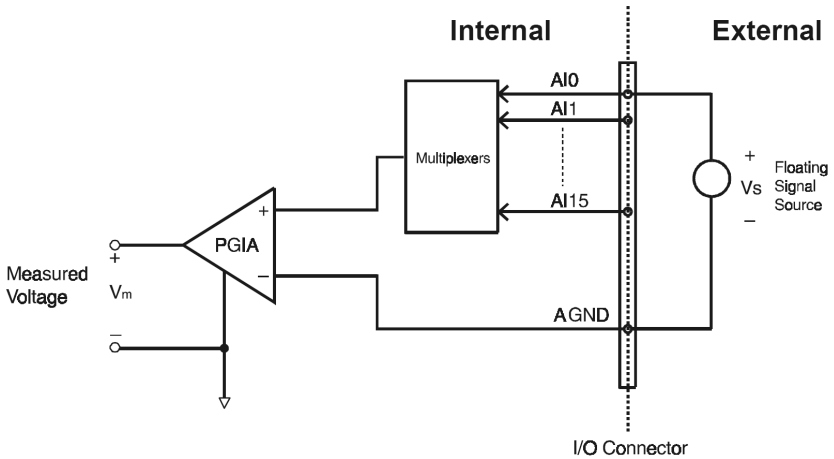 Internal
External
AI0
AI1
Multiplexers
AI15
+
Vs
−
Floating
Signal
Source
+
PGIA
−
Measured
Voltage
+
Vm
−
AGND
I/O Connector